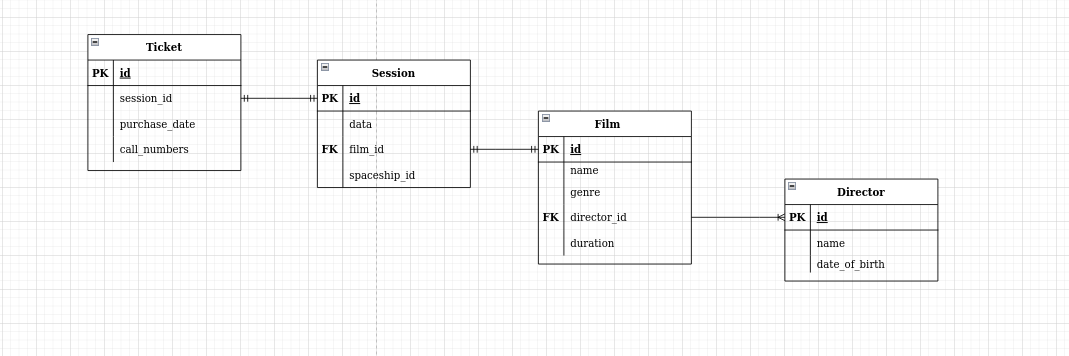 Ticket
PK id
session_id
purchase_date
call_numbers
Session
PK id
data
FK film_id
spaceship_id
Film
PK id
name
genre
FK director_id
duration
Director
PK id
name
date_of_birth